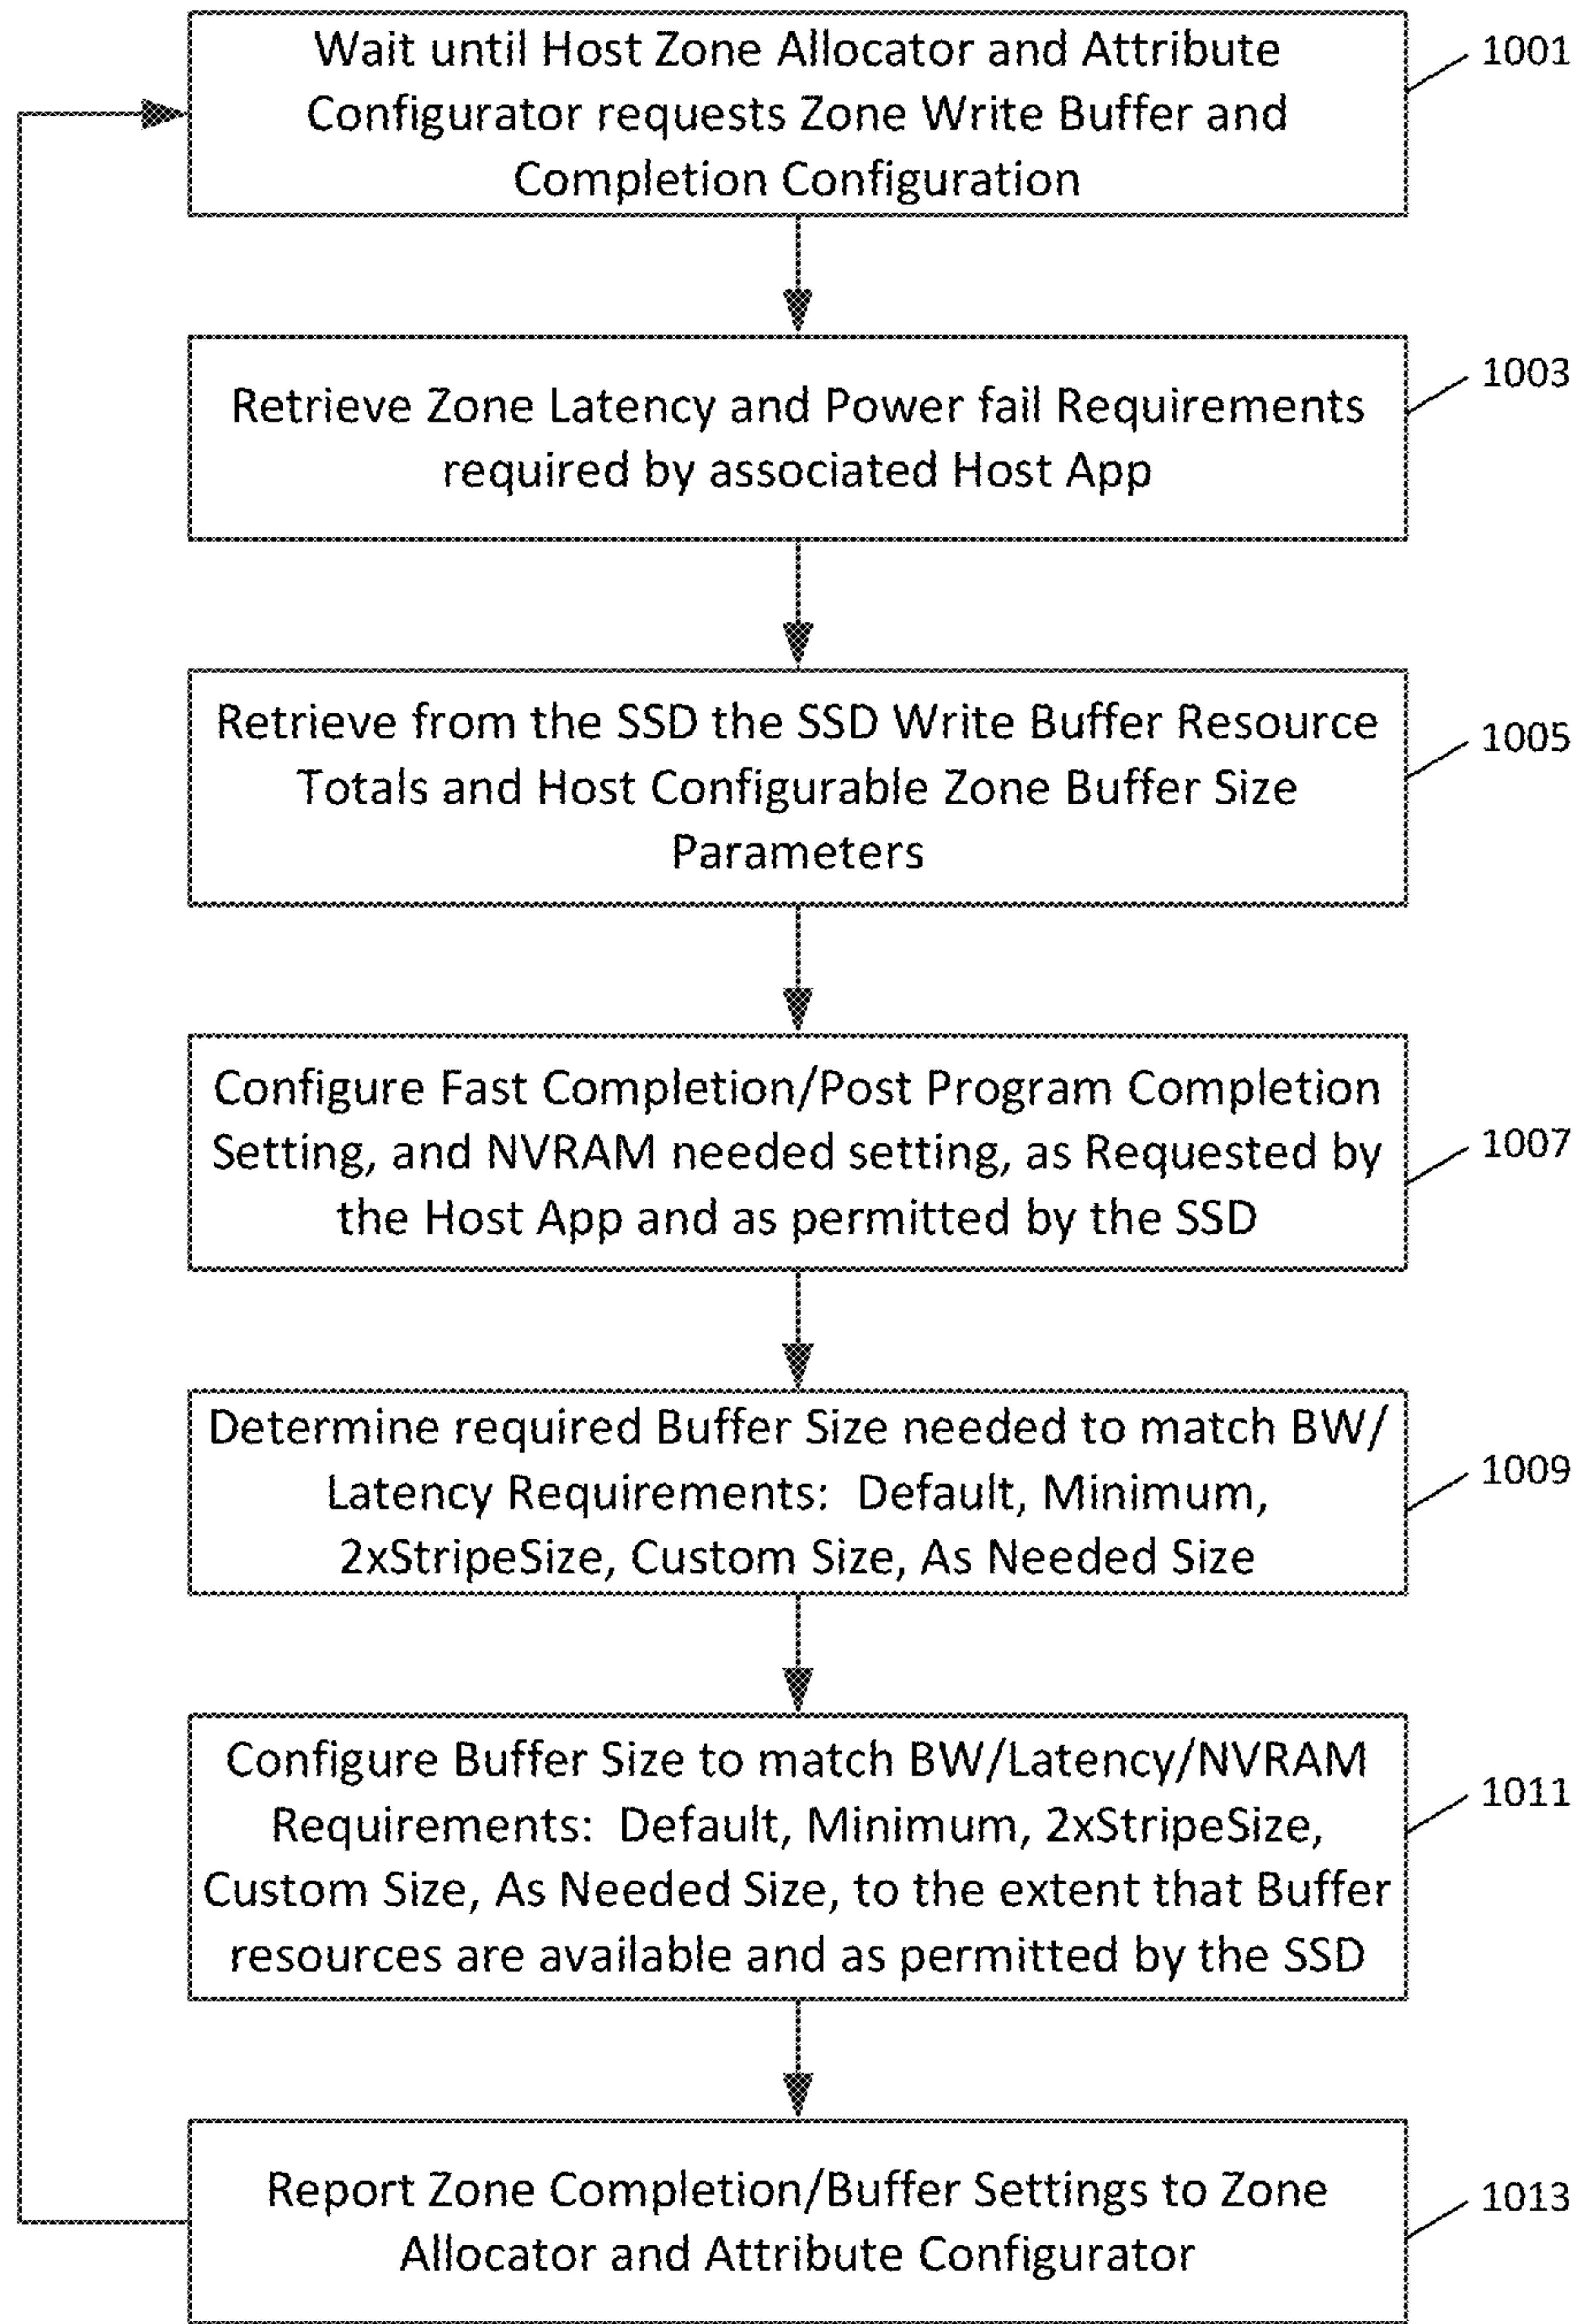 Wait until Host Zone Allocator and Attribute
Configurator requests Zone Write Buffer and
Completion Configuration
1001
Retrieve Zone Latency and Power fail Requirements
required by associated Host App
1003
Retrieve from the SSD the SSD Write Buffer Resource
Totals and Host Configurable Zone Buffer Size
Parameters
1005
Configure Fast Completion/Post Program Completion
Setting, and NVRAM needed setting, as Requested by
the Host App and as permitted by the SSD
1007
Determine required Buffer Size needed to match BW/
Latency Requirements: Default, Minimum,
2xStripeSize, Custom Size, As Needed Size
1009
Configure Buffer Size to match BW/Latency/NVRAM
Requirements: Default, Minimum, 2xStripeSize,
Custom Size, As Needed Size, to the extent that Buffer
resources are available and as permitted by the SSD
1011
Report Zone Completion/Buffer Settings to Zone
Allocator and Attribute Configurator
1013